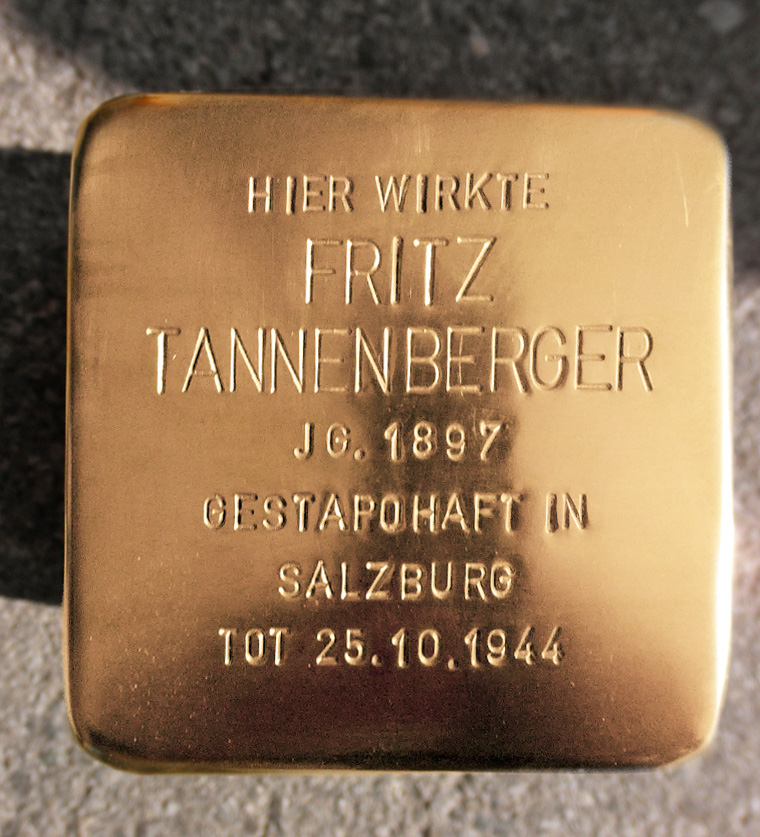 HIER WIRKTE
FRITZ
TANNENBERGER
JG. 1897
GESTAPOHAFT IN
SALZBURG
TOT 25.10.1944